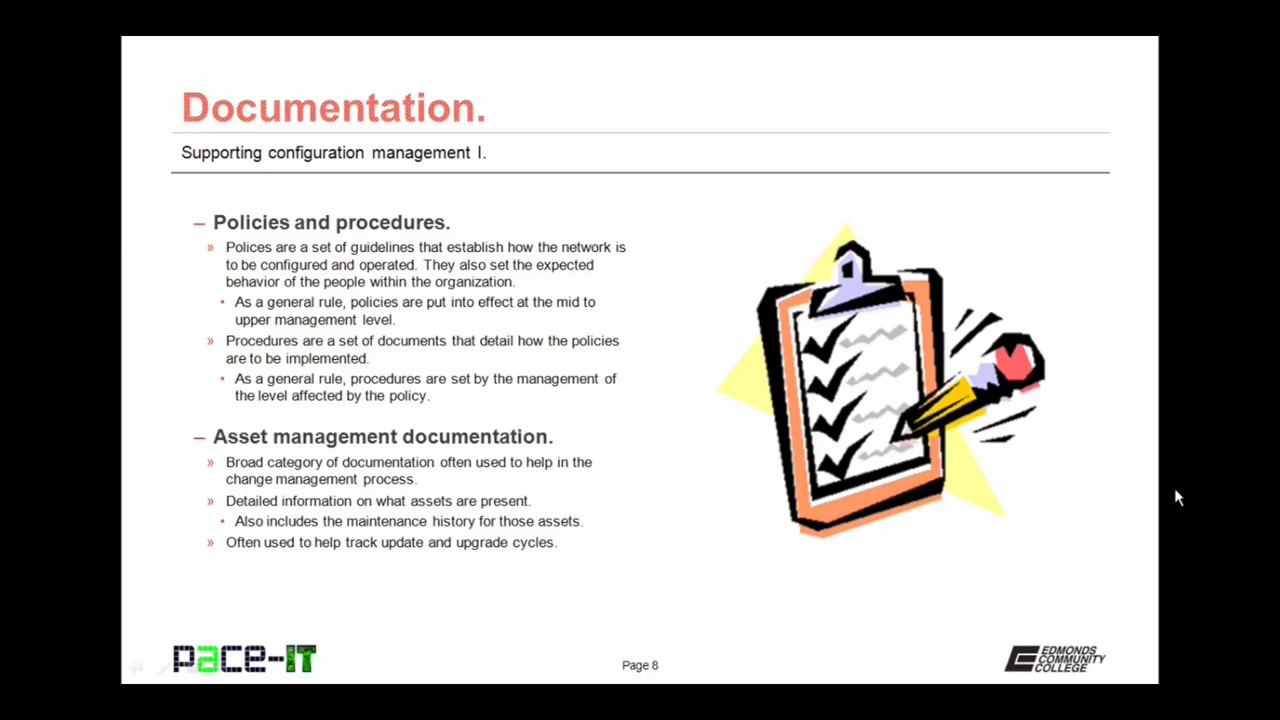 Documentation.
Supporting configuration management I.
– Policies and procedures.
» Polices are a set of guidelines that establish how the network is
to be configured and operated. They also set the expected
behavior of the people within the organization.
• As a general rule, policies are put into effect at the mid to
upper management level.
» Procedures are a set of documents that detail how the policies
are to be implemented.
• As a general rule, procedures are set by the management of
the level affected by the policy.
– Asset management documentation.
» Broad category of documentation often used to help in the
change management process.
» Detailed information on what assets are present.
• Also includes the maintenance history for those assets.
» Often used to help track update and upgrade cycles.
pace-IT
Page 8
EDMONDS
COMMUNITY
COLLEGE